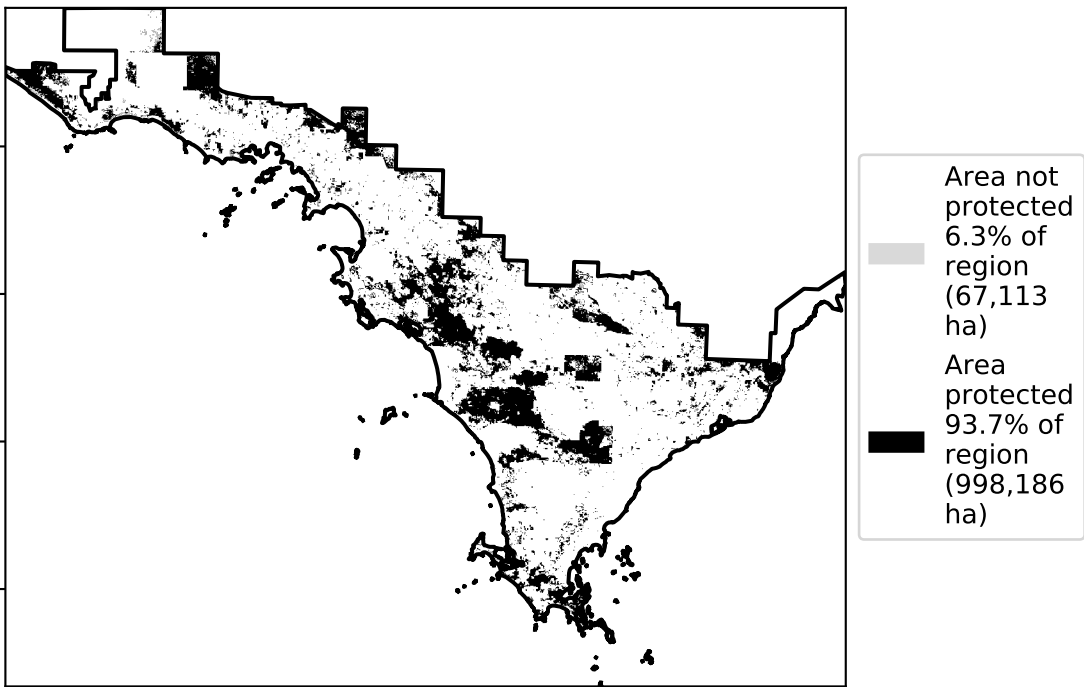 Area not
protected
6.3% of
region
(67,113
ha)
Area
protected
93.7% of
region
(998,186
ha)